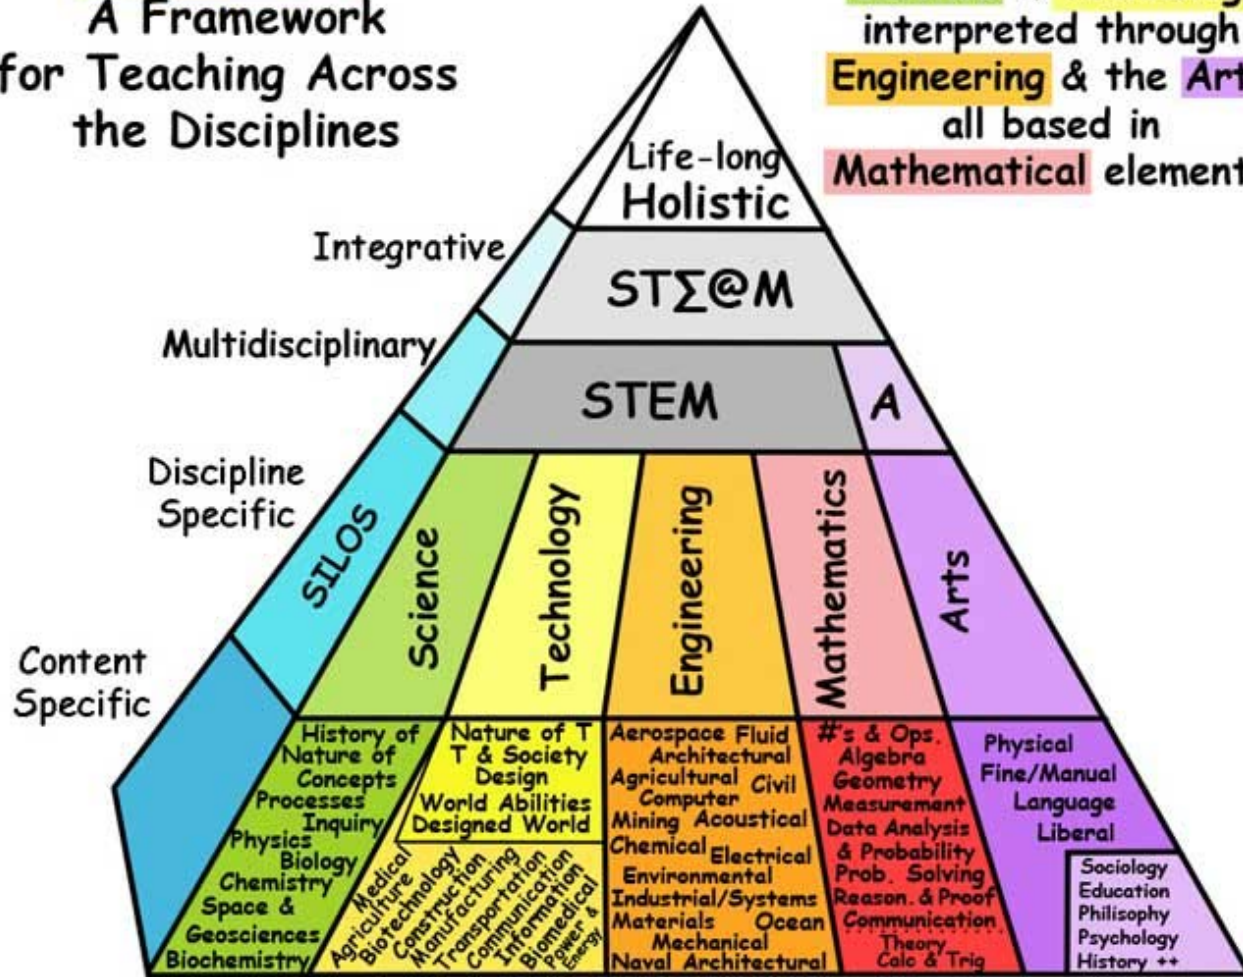 A Framework
for Teaching Across
the Disciplines
interpreted through
Engineering & the Art
all based in
Mathematical element
Life-long
Holistic
Integrative
STΣ@M
Multidisciplinary
STEM
A
Discipline
Specific
SILOS
Science
Technology
Engineering
Mathematics
Arts
Content
Specific
History of
Nature of
Concepts
Processes
Inquiry
Physics
Biology
Chemistry
Space &
Geosciences
Biochemistry
Nature of T
T & Society
Design
World Abilities
Designed World
Medical
Agriculture
Biotechnology
Construction
Manufacturing
Transportation
Communication
Information
Biomedical
Power &
Energy
Aerospace Fluid
Architectural
Agricultural Civil
Computer
Mining Acoustical
Chemical Electrical
Environmental
Industrial/Systems
Materials Ocean
Mechanical
Naval Architectural
#'s & Ops.
Algebra
Geometry
Measurement
Data Analysis
& Probability
Prob. Solving
Reason. & Proof
Communication
Theory
Calc & Trig
Physical
Fine/Manual
Language
Liberal
Sociology
Education
Philisophy
Psychology
History ++